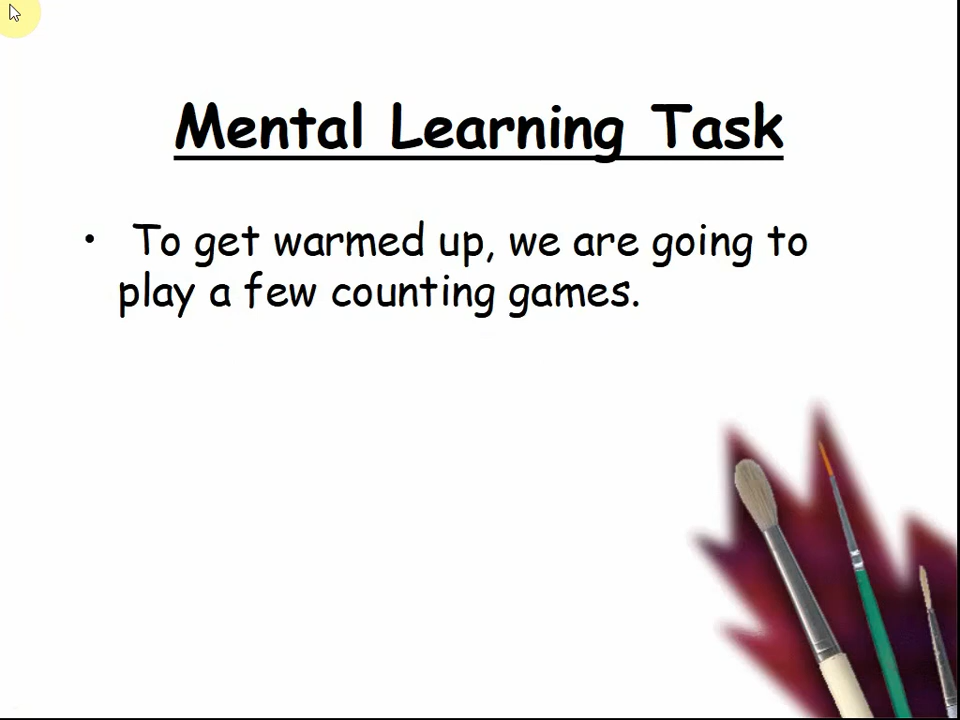 Mental Learning Task
• To get warmed up, we are going to
play a few counting games.